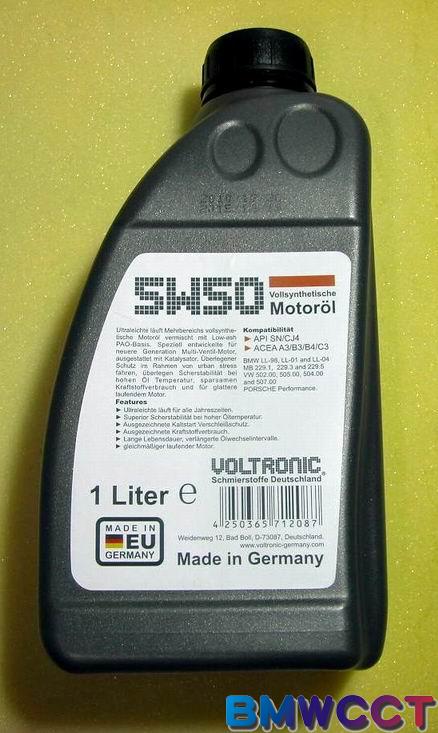 5W50
Vollsynthetische
Motoröl
Ultraleichte läuft Mehrbereichs vollsynthe-
tische Motoröl vermischt mit Low-ash
PAO-Basis. Speziell entwickelte für
neuere Generation Multi-Ventil-Motor,
ausgestattet mit Katalysator. Überlegener
Schutz im Rahmen von urban stress
fahren, überlegen Scherstabilität bei
hohen Öl Temperatur, sparsamen
Kraftstoffverbrauch und für glattere
laufendem Motor.
Kompatibilität
API SN/CJ4
ACEA A3/B3/B4/C3
BMW LL-98, LL-01 and LL-04
MB 229.1, 229.3 and 229.5
VW 502.00, 505.00, 504.00
and 507.00
PORSCHE Performance.
Features
Ultraleichte läuft für alle Jahreszeiten.
Superior Scherstabilität bei hoher Öltemperatur.
Ausgezeichnete Kaltstart Verschleißschutz.
Ausgezeichnete Kraftstoffverbrauch.
Lange Lebensdauer, verlängerte Ölwechselintervalle.
gleichmäßiger laufender Motor.
1 Liter e
VOLTRONIC®
Schmierstoffe Deutschland
4 250365 712087
MADE IN
EU
GERMANY
Weidenweg 12, Bad Boll, D-73087, Deutschland.
www.voltronic-germany.com
Made in Germany
BMWCCT